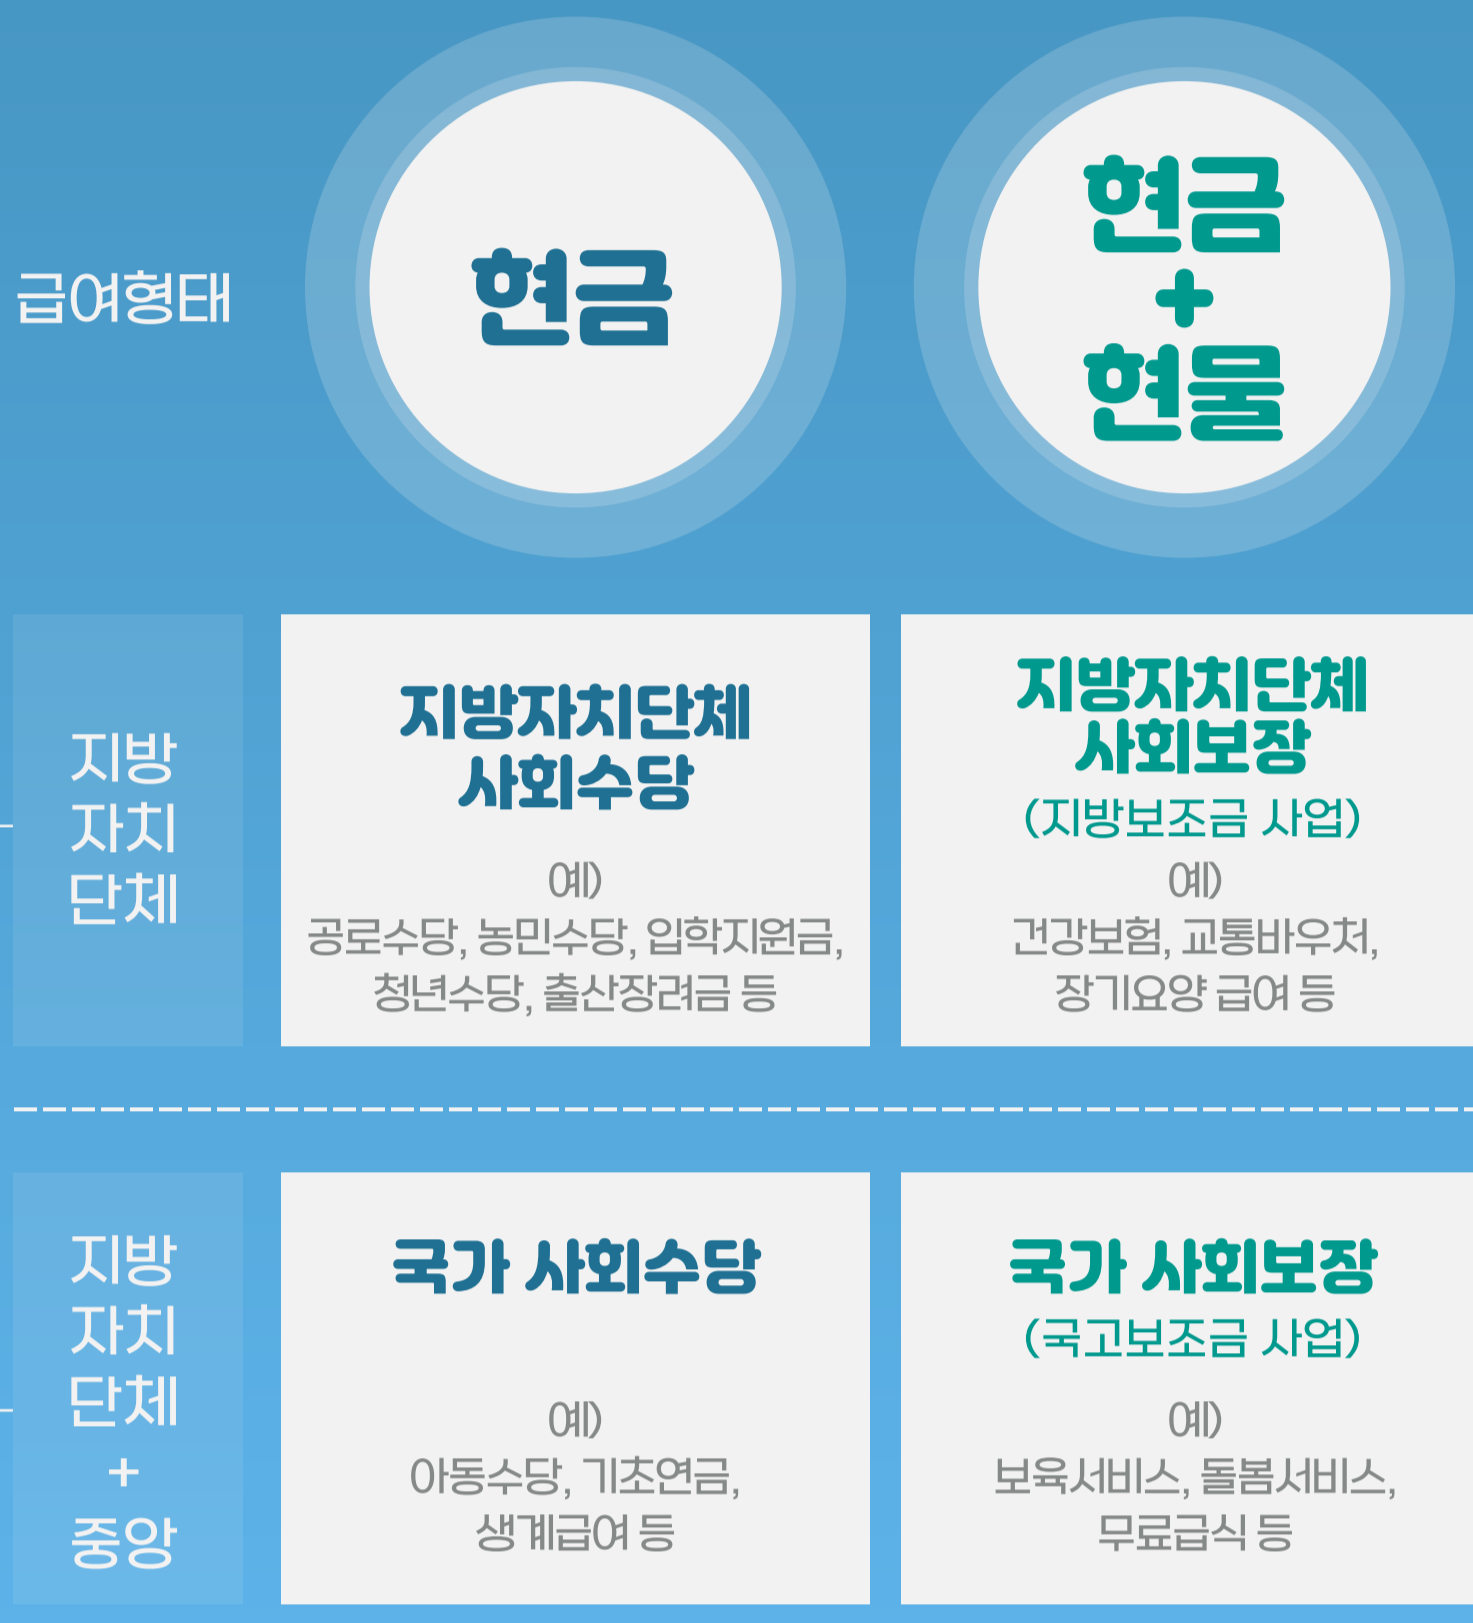 급여형태
현금
현금
+
현물
지방
자치
단체
지방자치단체
사회수당
예)
공로수당, 농민수당, 입학지원금,
청년수당, 출산장려금 등
지방자치단체
사회보장
(지방보조금 사업)
예)
건강보험, 교통바우처,
장기요양 급여 등
지방
자치
단체
+
중앙
국가 사회수당
예)
아동수당, 기초연금,
생계급여 등
국가 사회보장
(국고보조금 사업)
예)
보육서비스, 돌봄서비스,
무료급식 등